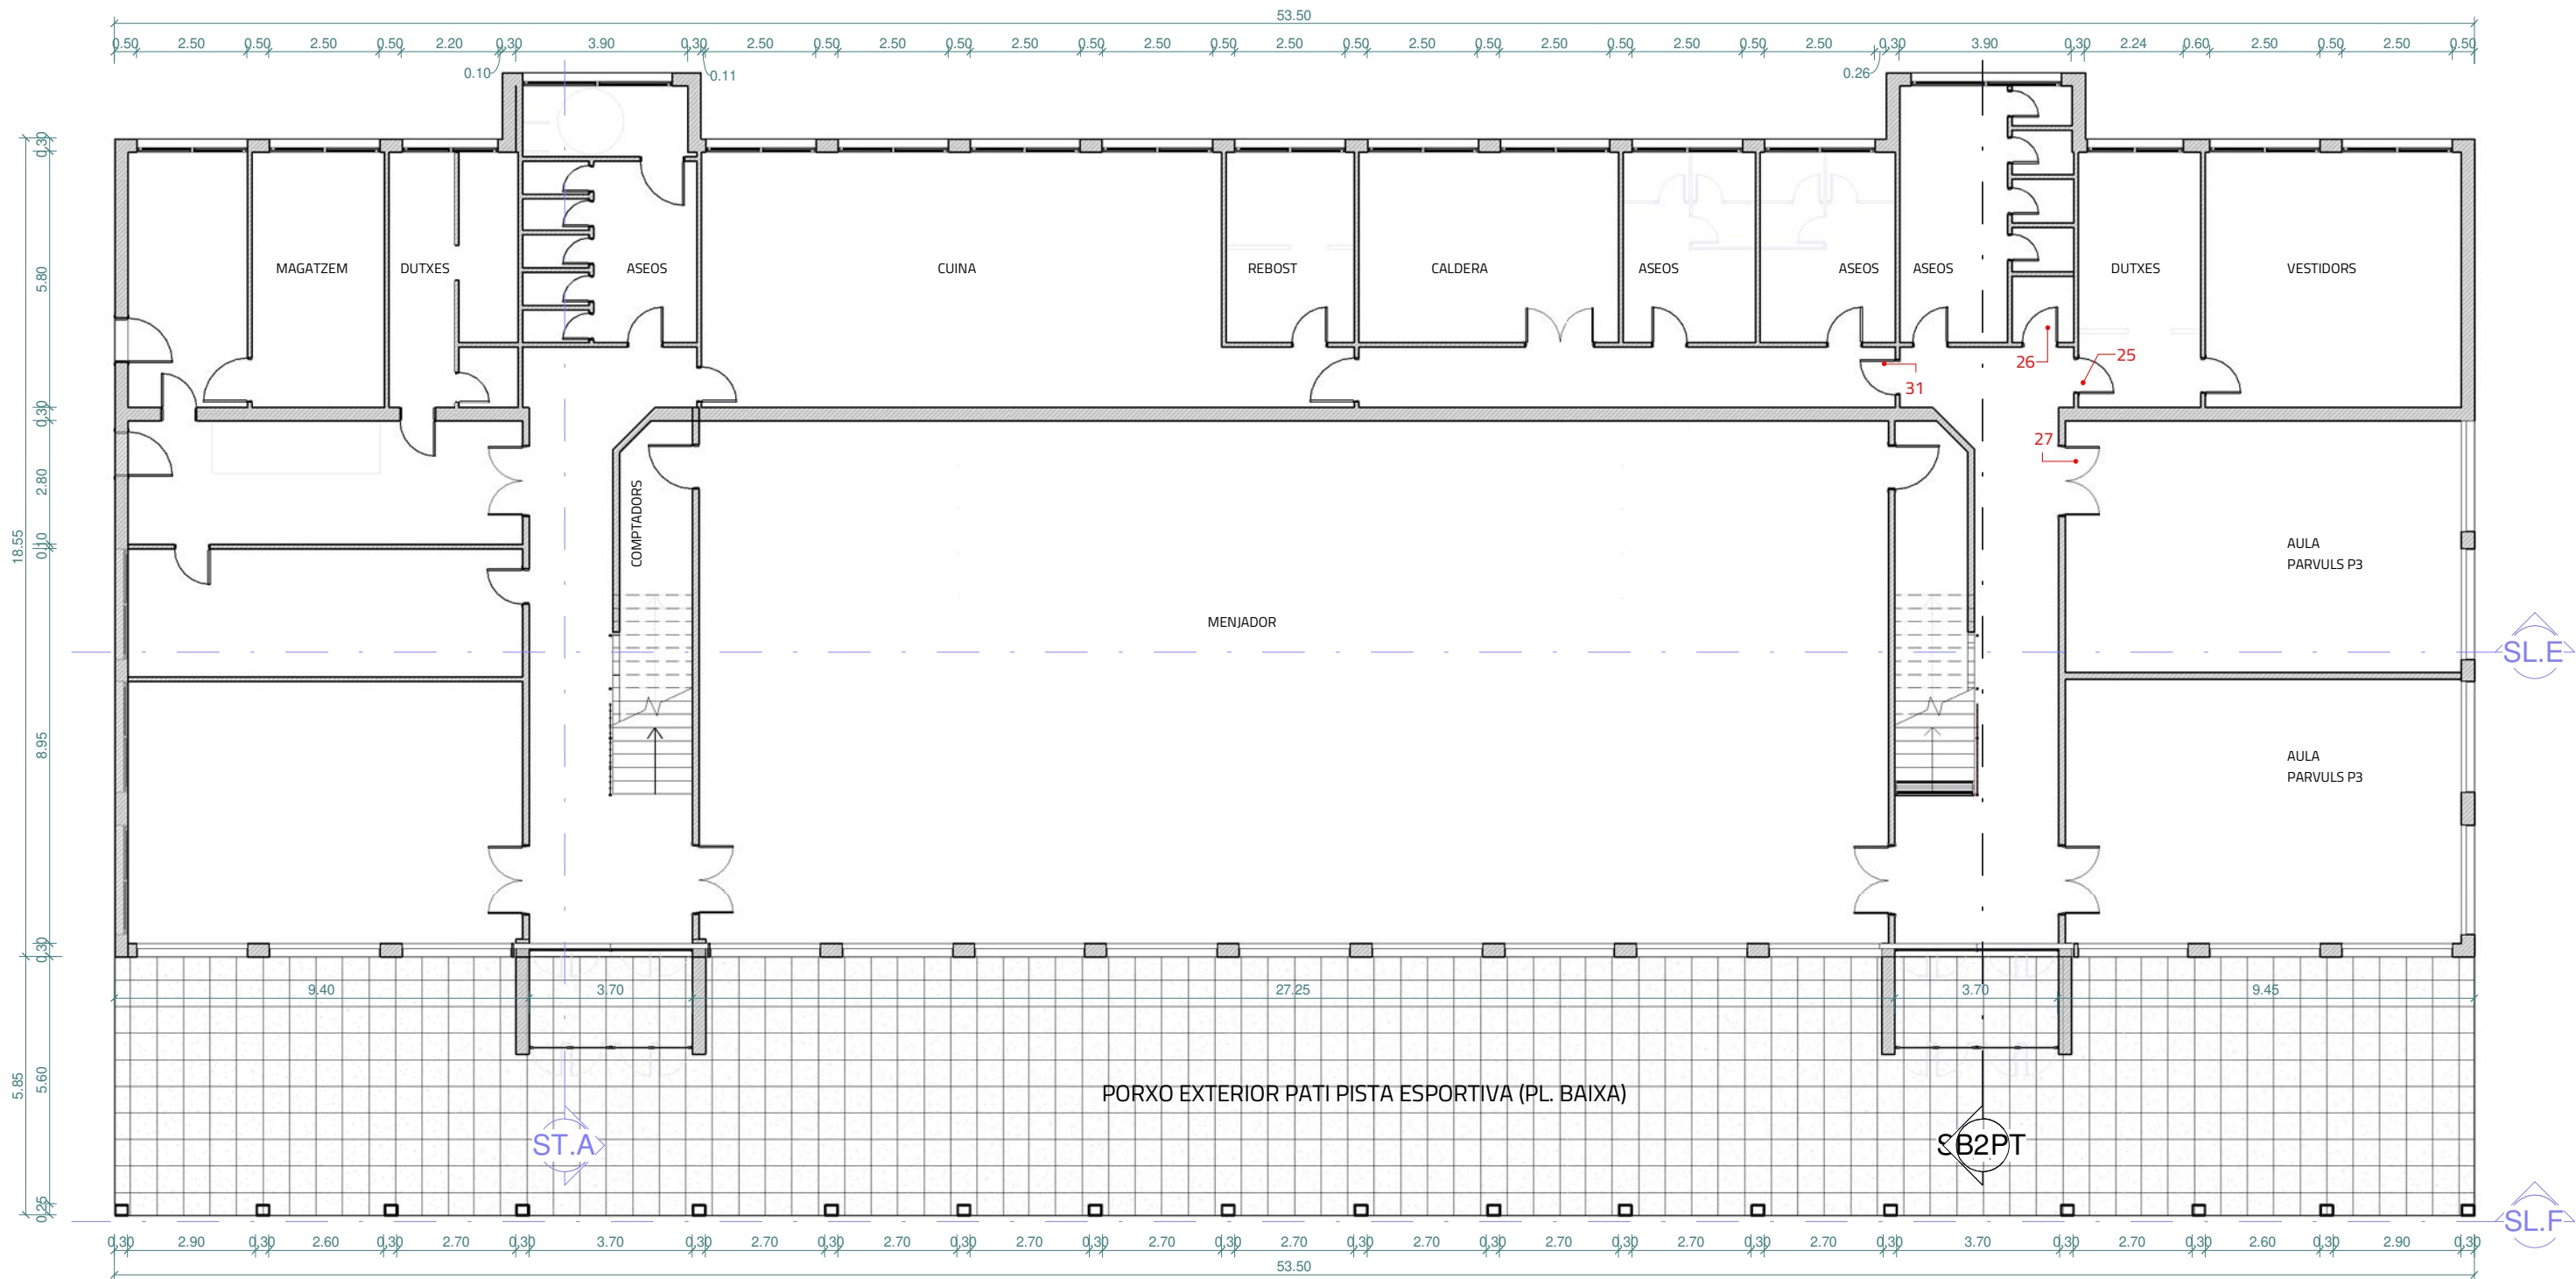 53.50
0.50 2.50 0.50 2.50 0.50 2.20 0.30 3.90 0.30 2.50 0.50 2.50 0.50 2.50 0.50 2.50 0.50 2.50 0.50 2.50 0.50 2.50 0.50 2.50 0.50 2.50 0.30 3.90 0.30 2.24 0.60 2.50 0.50 2.50 0.50
0.10 0.11 0.26
0.30
5.80
0.30
2.80
0.10
18.55
8.95
0.30
5.85
5.60
0.25
MAGATZEM DUTXES ASEOS CUINA REBOST CALDERA ASEOS ASEOS ASEOS DUTXES VESTIDORS
26 25
31
27
COMPTADORS
AULA
PARVULS P3
MENJADOR
SL.E
AULA
PARVULS P3
9.40 3.70 27.25 3.70 9.45
PORXO EXTERIOR PATI PISTA ESPORTIVA (PL. BAIXA)
ST.A
SB2PT
SL.F
0.30 2.90 0.30 2.60 0.30 2.70 0.30 3.70 0.30 2.70 0.30 2.70 0.30 2.70 0.30 2.70 0.30 2.70 0.30 2.70 0.30 2.70 0.30 2.70 0.30 2.70 0.30 3.70 0.30 2.70 0.30 2.60 0.30 2.90 0.30
53.50